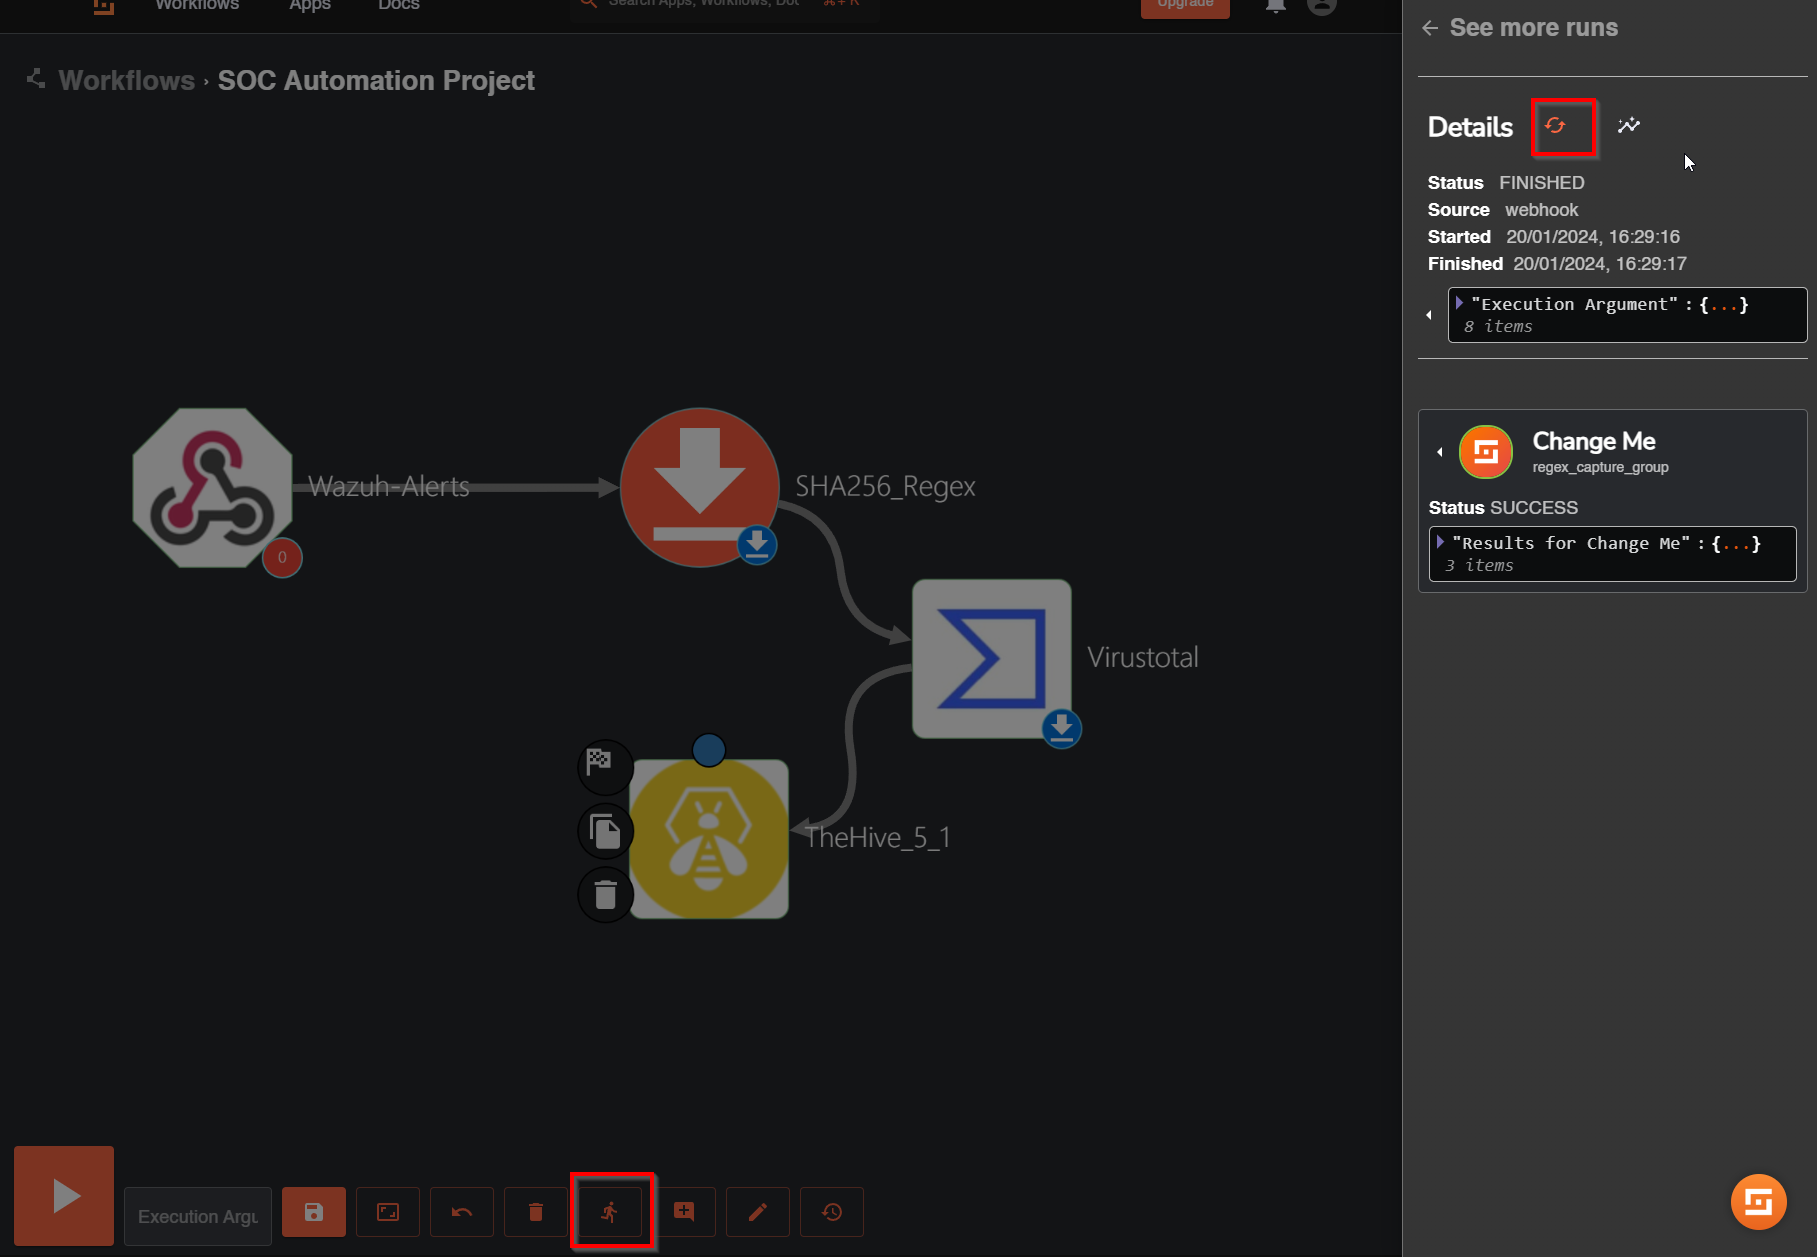 Workflows
Apps
Docs
Search Apps, Workflows, Doc
⌘+ K
Upgrade
Workflows › SOC Automation Project
Wazuh-Alerts
0
SHA256_Regex
Virustotal
TheHive_5_1
Execution Argu
See more runs
Details
Status FINISHED
Source webhook
Started 20/01/2024, 16:29:16
Finished 20/01/2024, 16:29:17
"Execution Argument" : {...}
8 items
Change Me
regex_capture_group
Status SUCCESS
"Results for Change Me" : {...}
3 items